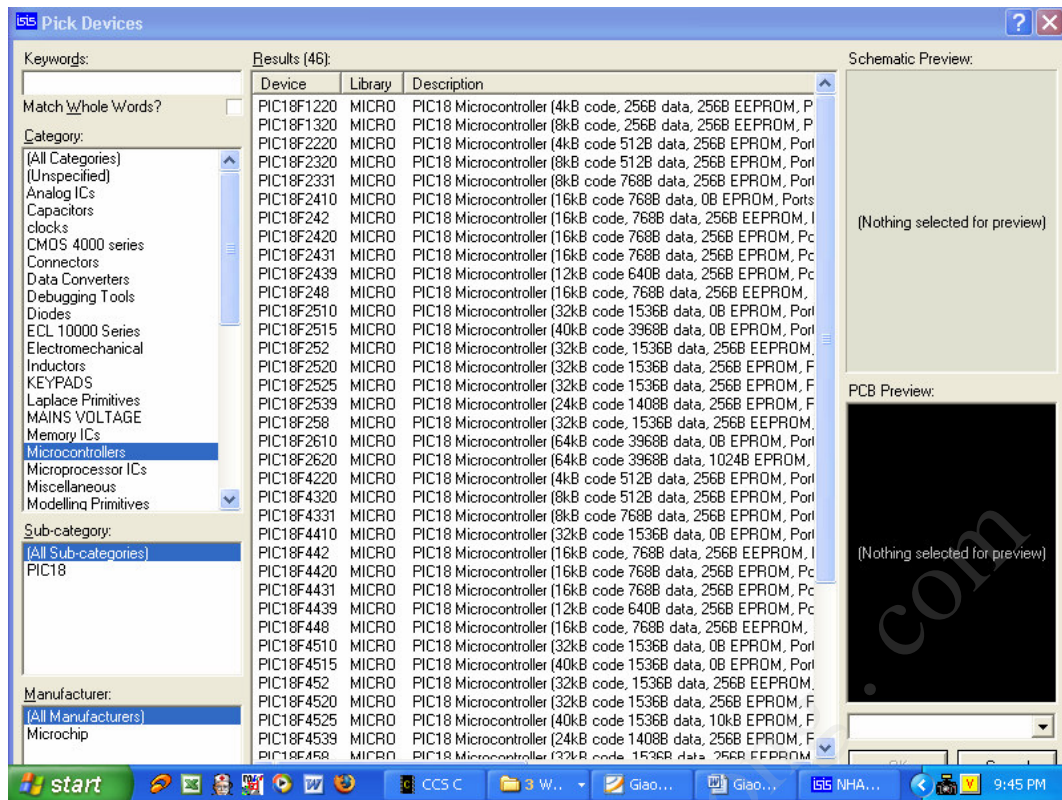 isis Pick Devices
Keywords:
Match Whole Words?
Category:
(All Categories)
(Unspecified)
Analog ICs
Capacitors
clocks
CMOS 4000 series
Connectors
Data Converters
Debugging Tools
Diodes
ECL 10000 Series
Electromechanical
Inductors
KEYPADS
Laplace Primitives
MAINS VOLTAGE
Memory ICs
Microcontrollers
Microprocessor ICs
Miscellaneous
Modelling Primitives
Sub-category:
(All Sub-categories)
PIC18
Manufacturer:
(All Manufacturers)
Microchip
Results (46):
Device Library Description
PIC18F1220 MICRO PIC18 Microcontroller (4kB code, 256B data, 256B EEPROM, P
PIC18F1320 MICRO PIC18 Microcontroller (8kB code, 256B data, 256B EEPROM, P
PIC18F2220 MICRO PIC18 Microcontroller (4kB code 512B data, 256B EPROM, Port
PIC18F2320 MICRO PIC18 Microcontroller (8kB code 512B data, 256B EPROM, Port
PIC18F2331 MICRO PIC18 Microcontroller (8kB code 768B data, 256B EPROM, Port
PIC18F2410 MICRO PIC18 Microcontroller (16kB code 768B data, 0B EPROM, Ports
PIC18F242 MICRO PIC18 Microcontroller (16kB code, 768B data, 256B EEPROM,
PIC18F2420 MICRO PIC18 Microcontroller (16kB code 768B data, 256B EPROM, Po
PIC18F2431 MICRO PIC18 Microcontroller (16kB code 768B data, 256B EPROM, Po
PIC18F2439 MICRO PIC18 Microcontroller (12kB code 640B data, 256B EPROM, Po
PIC18F248 MICRO PIC18 Microcontroller (16kB code, 768B data, 256B EEPROM,
PIC18F2510 MICRO PIC18 Microcontroller (32kB code 1536B data, 0B EPROM, Port
PIC18F2515 MICRO PIC18 Microcontroller (40kB code 3968B data, 0B EPROM, Port
PIC18F252 MICRO PIC18 Microcontroller (32kB code, 1536B data, 256B EEPROM,
PIC18F2520 MICRO PIC18 Microcontroller (32kB code 1536B data, 256B EPROM, F
PIC18F2525 MICRO PIC18 Microcontroller (32kB code 1536B data, 256B EPROM, F
PIC18F2539 MICRO PIC18 Microcontroller (24kB code 1408B data, 256B EPROM, F
PIC18F258 MICRO PIC18 Microcontroller (32kB code, 1536B data, 256B EEPROM,
PIC18F2610 MICRO PIC18 Microcontroller (64kB code 3968B data, 0B EPROM, Port
PIC18F2620 MICRO PIC18 Microcontroller (64kB code 3968B data, 1024B EPROM,
PIC18F4220 MICRO PIC18 Microcontroller (4kB code 512B data, 256B EPROM, Port
PIC18F4320 MICRO PIC18 Microcontroller (8kB code 512B data, 256B EPROM, Port
PIC18F4331 MICRO PIC18 Microcontroller (8kB code 768B data, 256B EPROM, Port
PIC18F4410 MICRO PIC18 Microcontroller (32kB code 1536B data, 0B EPROM, Port
PIC18F442 MICRO PIC18 Microcontroller (16kB code, 768B data, 256B EEPROM,
PIC18F4420 MICRO PIC18 Microcontroller (16kB code 768B data, 256B EPROM, Po
PIC18F4431 MICRO PIC18 Microcontroller (16kB code 768B data, 256B EPROM, Po
PIC18F4439 MICRO PIC18 Microcontroller (12kB code 640B data, 256B EPROM, Po
PIC18F448 MICRO PIC18 Microcontroller (16kB code, 768B data, 256B EEPROM,
PIC18F4510 MICRO PIC18 Microcontroller (32kB code 1536B data, 0B EPROM, Port
PIC18F4515 MICRO PIC18 Microcontroller (40kB code 1536B data, 0B EPROM, Port
PIC18F452 MICRO PIC18 Microcontroller (32kB code, 1536B data, 256B EEPROM,
PIC18F4520 MICRO PIC18 Microcontroller (32kB code 1536B data, 256B EPROM, F
PIC18F4525 MICRO PIC18 Microcontroller (40kB code 1536B data, 10kB EPROM, F
PIC18F4539 MICRO PIC18 Microcontroller (24kB code 1408B data, 256B EPROM, F
PIC18F458 MICRO PIC18 Microcontroller (32kB code, 1536B data, 256B EEPROM
Schematic Preview:
(Nothing selected for preview)
PCB Preview:
(Nothing selected for preview)
. com
start CCS C 3 W... Giao... Giao... isis NHA... 9:45 PM